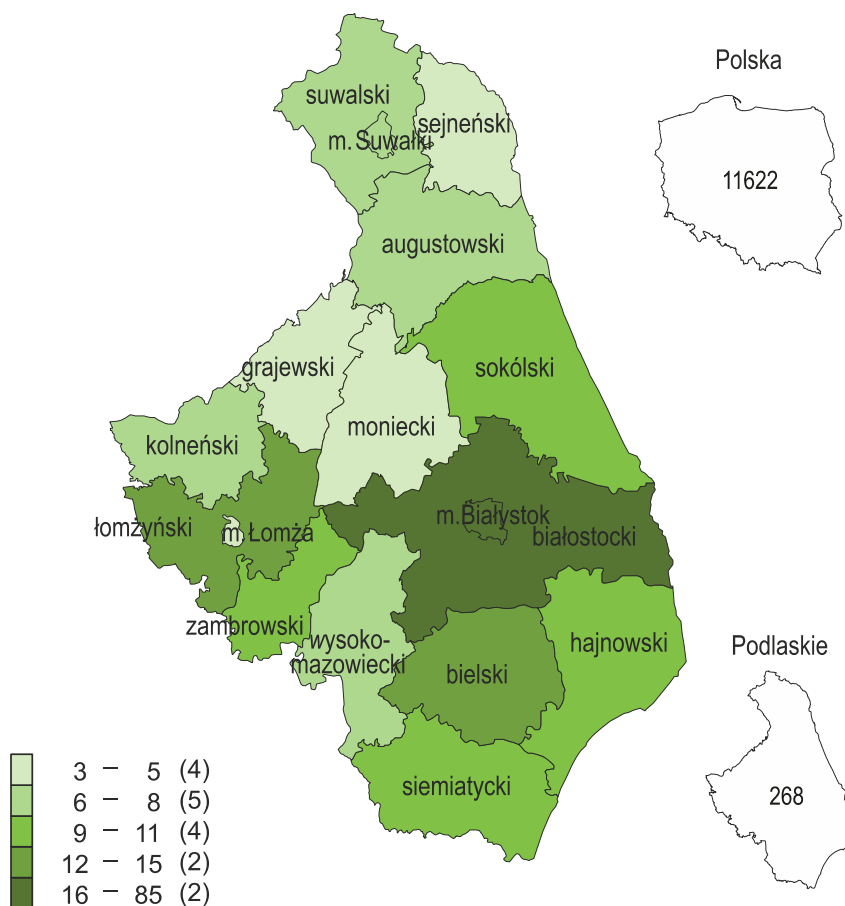 suwalski
m. Suwałki
sejneński
Polska
11622
augustowski
grajewski
sokólski
moniecki
kolneński
łomżyński
m. Łomża
m.Białystok
białostocki
zambrowski
wysoko-
mazowiecki
bielski
hajnowski
Podlaskie
268
siemiatycki
3 – 5 (4)
6 – 8 (5)
9 – 11 (4)
12 – 15 (2)
16 – 85 (2)